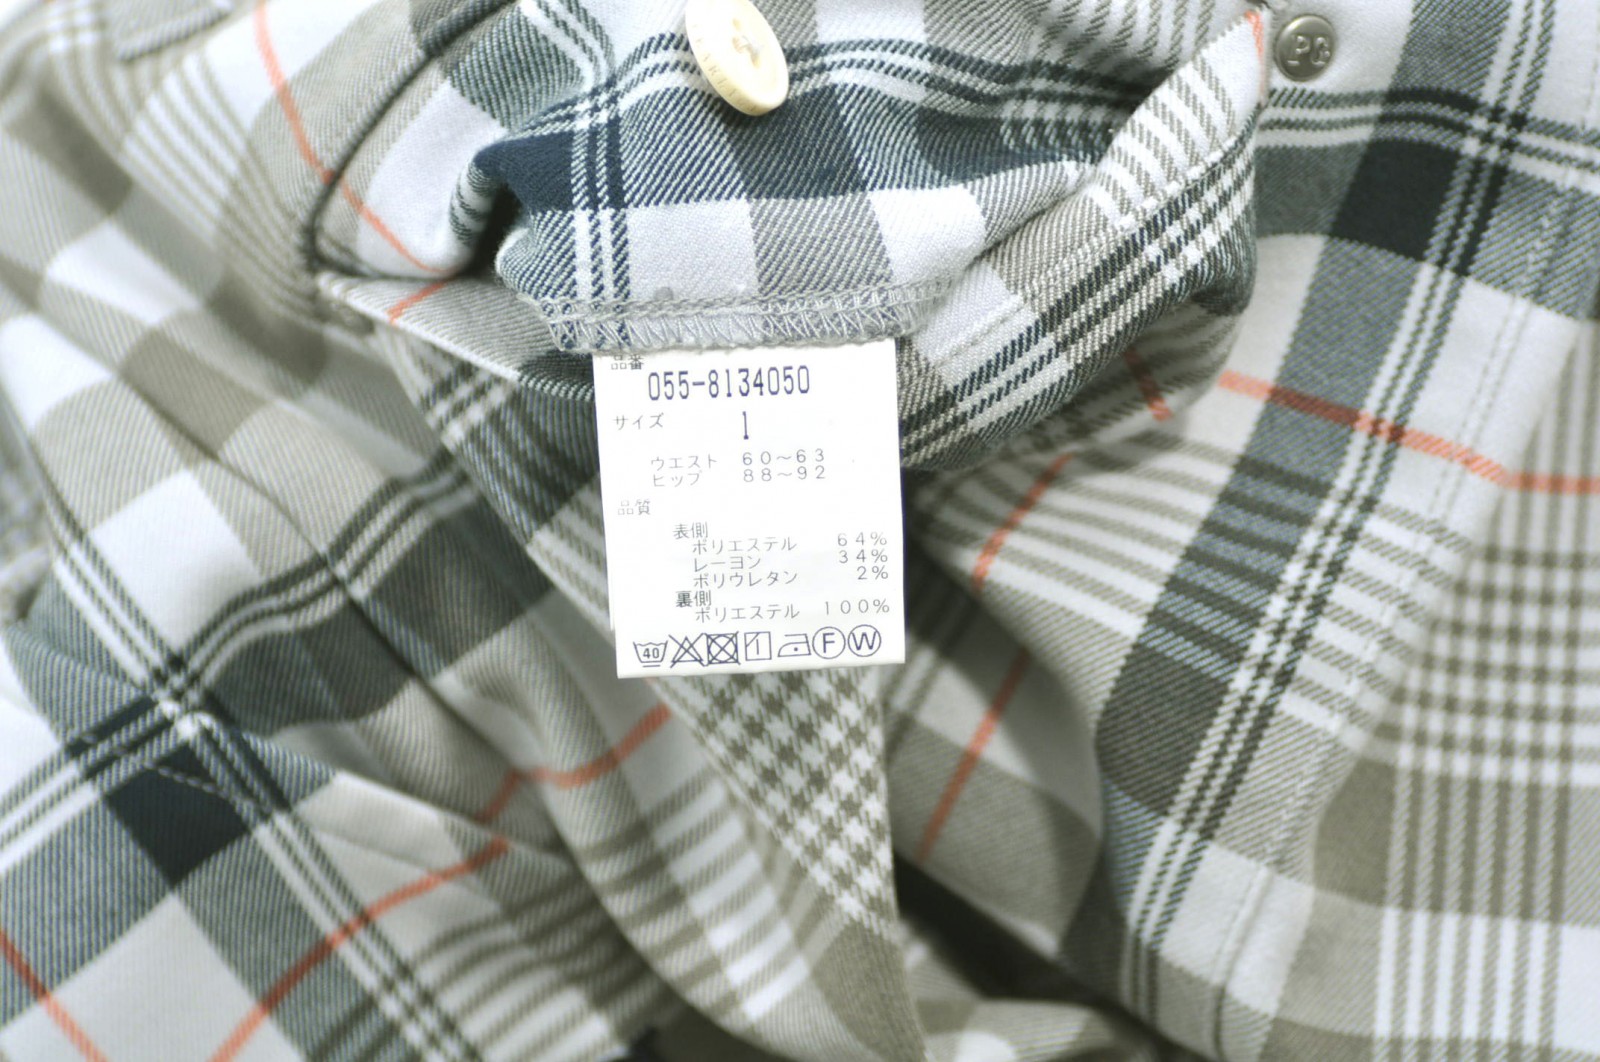 PG
品番
055-8134050
サイズ 1
ウエスト 60～63
ヒップ 88～92
品質
表側
ポリエステル 64%
レーヨン 34%
ポリウレタン 2%
裏側
ポリエステル 100%
40 F W